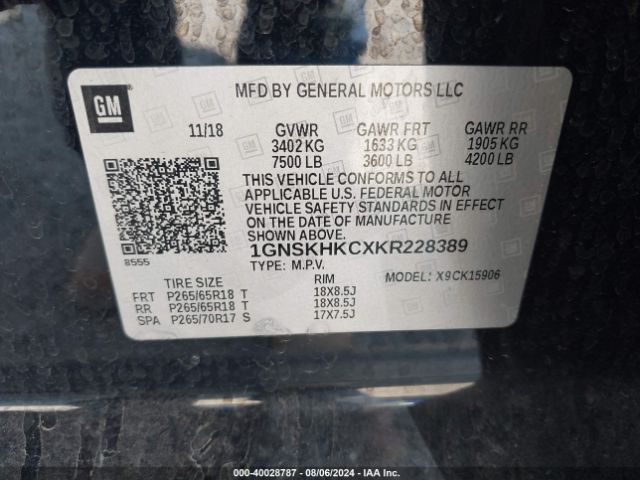 GM
MFD BY GENERAL MOTORS LLC
11/18 GVWR GAWR FRT GAWR RR
3402 KG 1633 KG 1905 KG
7500 LB 3600 LB 4200 LB
THIS VEHICLE CONFORMS TO ALL
APPLICABLE U.S. FEDERAL MOTOR
VEHICLE SAFETY STANDARDS IN EFFECT
ON THE DATE OF MANUFACTURE
SHOWN ABOVE.
8555
1GNSKHKCXKR228389
TYPE: M.P.V.
MODEL: X9CK15906
TIRE SIZE RIM
FRT P265/65R18 T 18X8.5J
RR P265/65R18 T 18X8.5J
SPA P265/70R17 S 17X7.5J
000-40028787 - 08/06/2024 - IAA Inc.